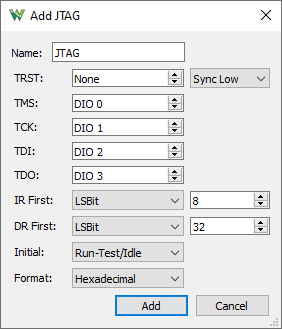 Add JTAG
Name: JTAG
TRST: None Sync Low
TMS: DIO 0
TCK: DIO 1
TDI: DIO 2
TDO: DIO 3
IR First: LSBit 8
DR First: LSBit 32
Initial: Run-Test/Idle
Format: Hexadecimal
Add Cancel